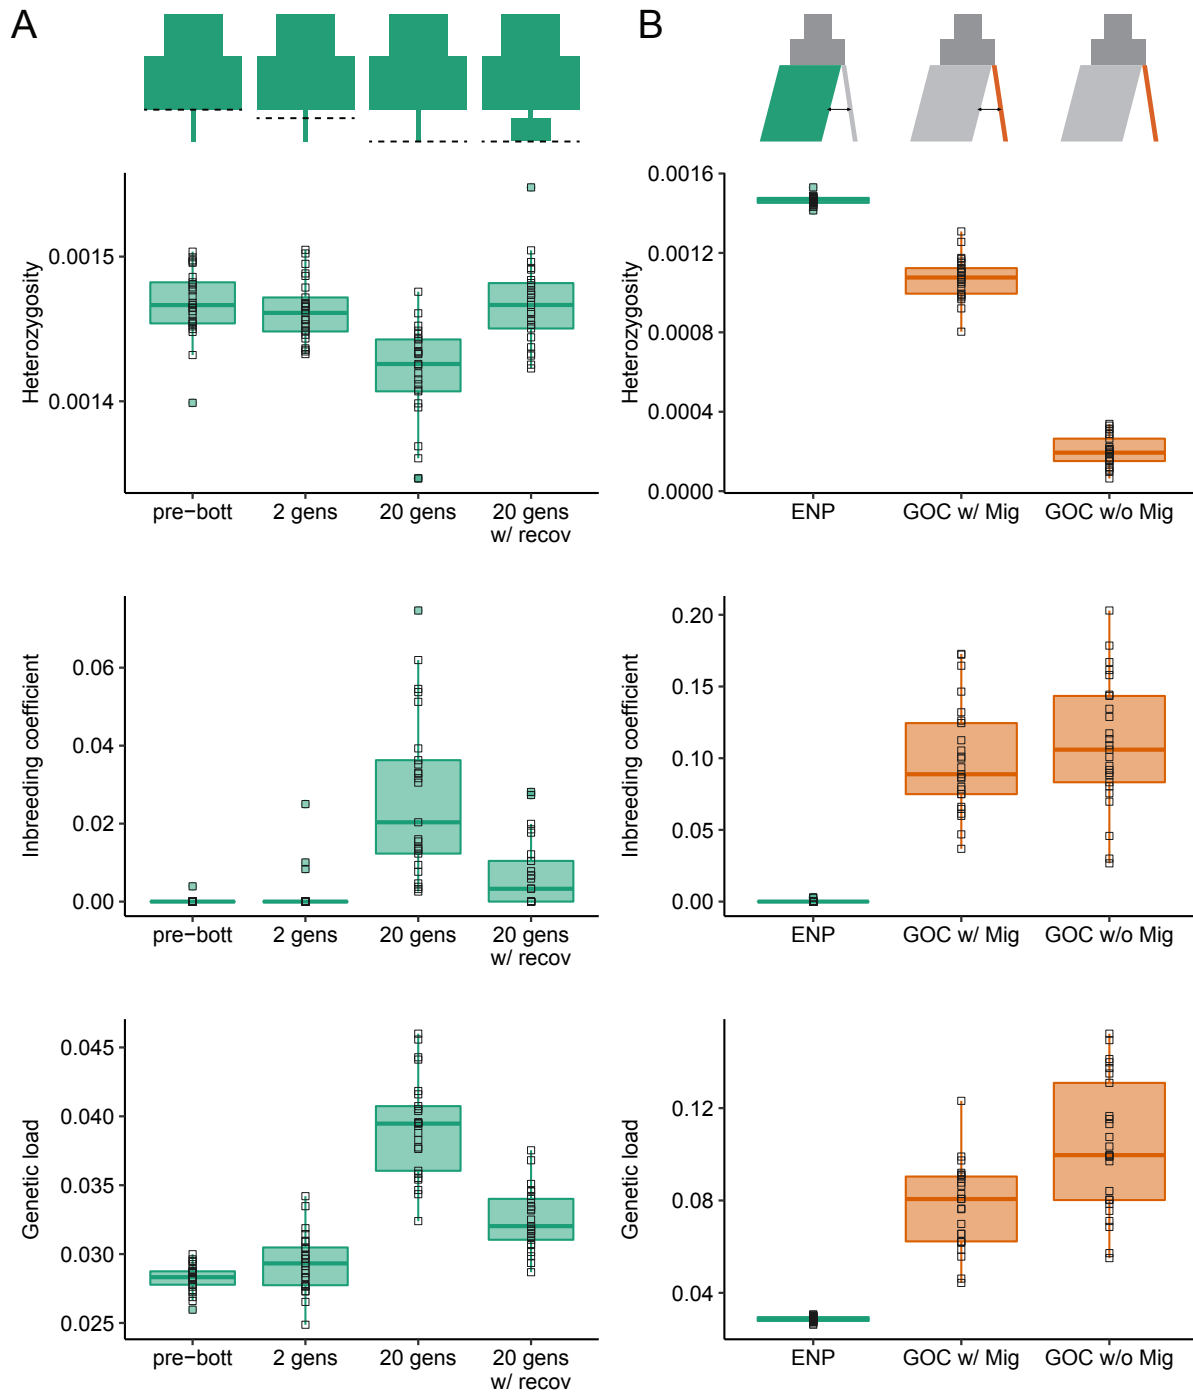 A
B
Heterozygosity
0.0015
0.0014
pre−bott
2 gens
20 gens
20 gens
w/ recov
Heterozygosity
0.0016
0.0012
0.0008
0.0004
0.0000
ENP
GOC w/ Mig
GOC w/o Mig
Inbreeding coefficient
0.06
0.04
0.02
0.00
pre−bott
2 gens
20 gens
20 gens
w/ recov
Inbreeding coefficient
0.20
0.15
0.10
0.05
0.00
ENP
GOC w/ Mig
GOC w/o Mig
Genetic load
0.045
0.040
0.035
0.030
0.025
pre−bott
2 gens
20 gens
20 gens
w/ recov
Genetic load
0.12
0.08
0.04
ENP
GOC w/ Mig
GOC w/o Mig